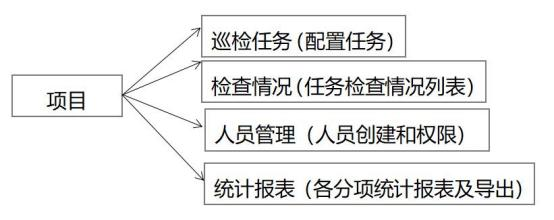 巡检任务(配置任务)
检查情况(任务检查情况列表)
项目
人员管理（人员创建和权限）
统计报表（各分项统计报表及导出）